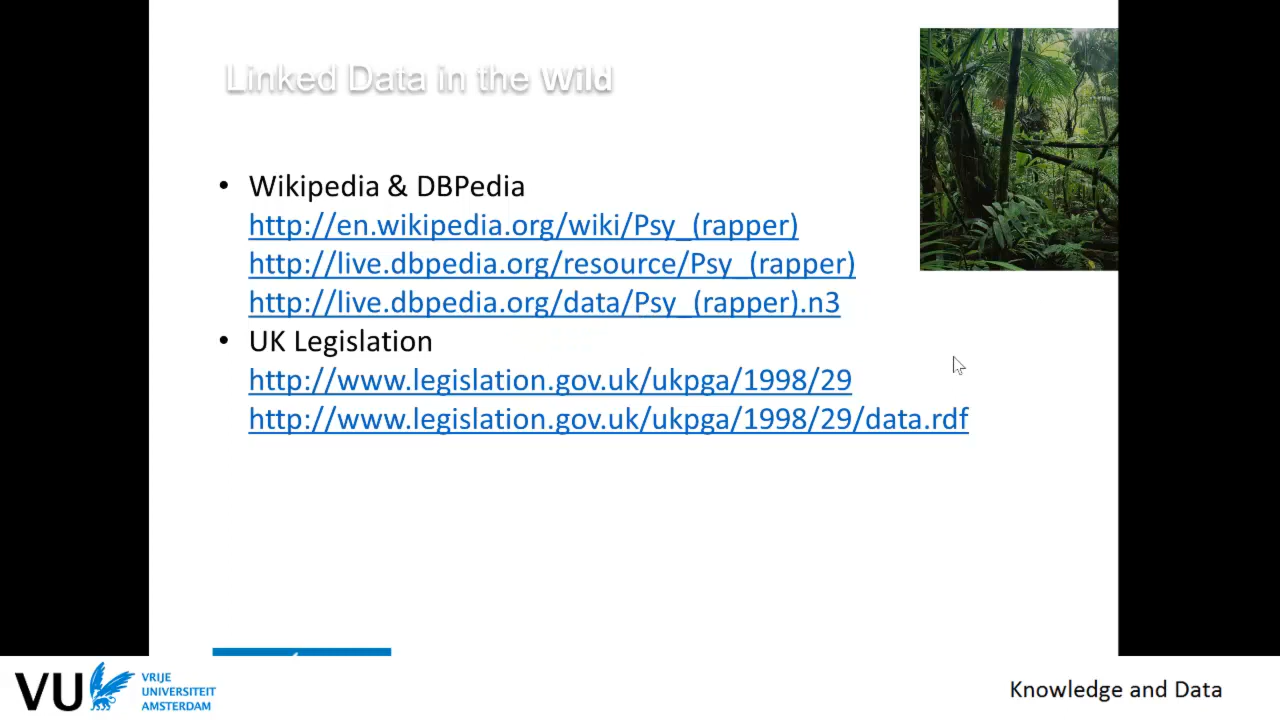 Linked Data in the Wild
• Wikipedia & DBPedia
http://en.wikipedia.org/wiki/Psy_(rapper)
http://live.dbpedia.org/resource/Psy_(rapper)
http://live.dbpedia.org/data/Psy_(rapper).n3
• UK Legislation
http://www.legislation.gov.uk/ukpga/1998/29
http://www.legislation.gov.uk/ukpga/1998/29/data.rdf
VU
VRIJE
UNIVERSITEIT
AMSTERDAM
Knowledge and Data